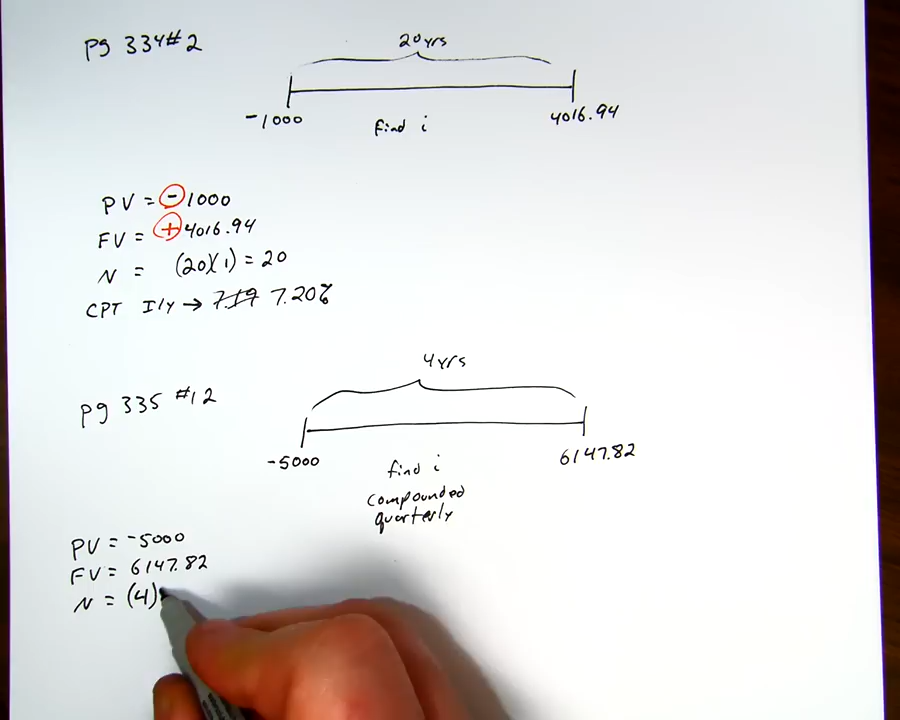 pg 334#2
20yrs
-1000 find i 4016.94
PV = -1000
FV = +4016.94
N = (20)(1) = 20
CPT I/y → 7.19 7.20%
4yrs
pg 335 #12
-5000 find i 6147.82
compounded
quarterly
PV = -5000
FV = 6147.82
N = (4)